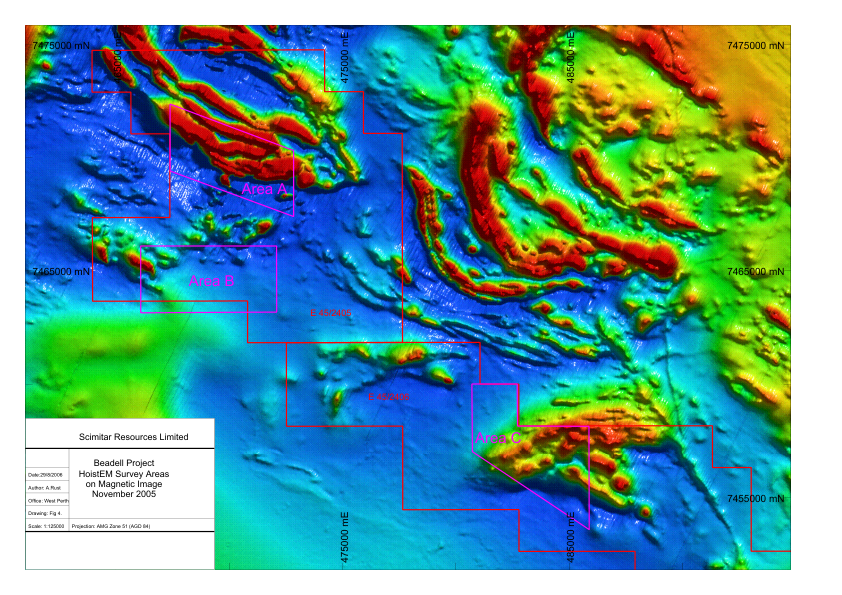 7475000 mN
475000 mE
485000 mE
7475000 mN
Area A
7465000 mN
7465000 mN
Area B
Area C
7455000 mN
475000 mE
485000 mE
Scimitar Resources Limited
Beadell Project
HoistEM Survey Areas
on Magnetic Image
November 2005
Date:29/8/2006
Author: A Rust
Office: West Perth
Drawing: Fig 4.
Scale: 1:125000 Projection: AMG Zone 51 (AGD 84)